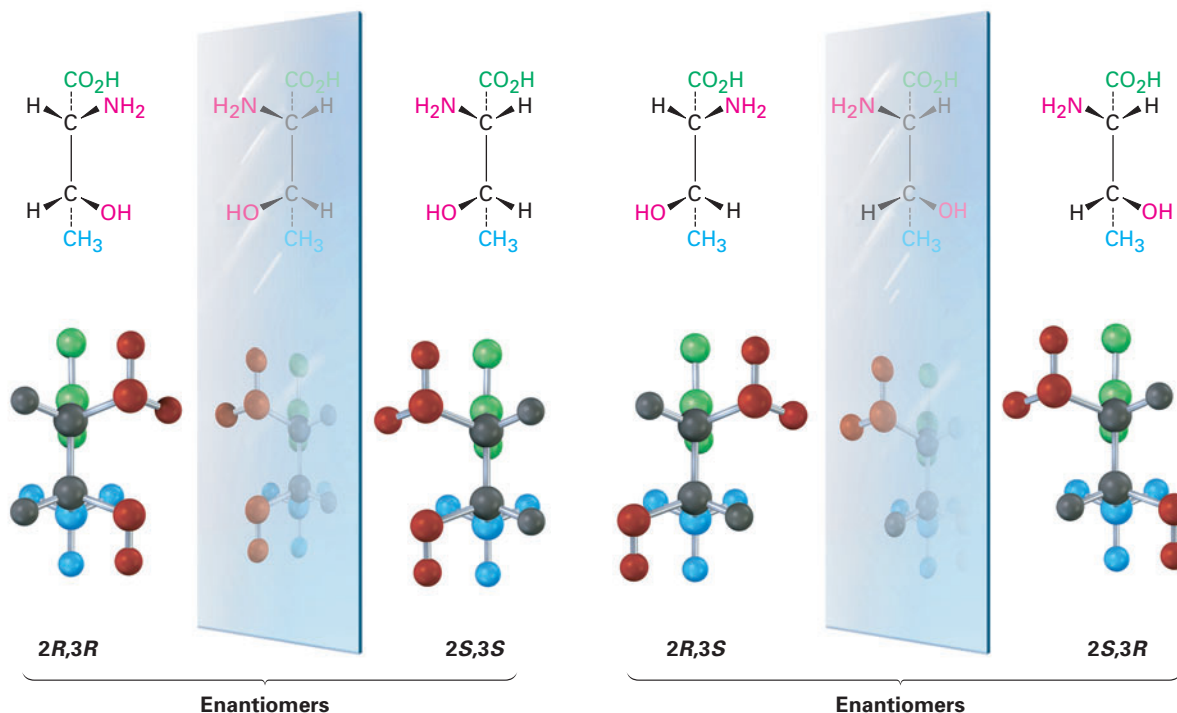 CO₂H CO₂H CO₂H CO₂H CO₂H CO₂H
H NH₂ H₂N H H₂N H H NH₂ H₂N H H₂N H
C C C C C C
C C C C C C
H OH HO H HO H HO H H OH H OH
CH₃ CH₃ CH₃ CH₃ CH₃ CH₃
2R,3R 2S,3S 2R,3S 2S,3R
Enantiomers Enantiomers